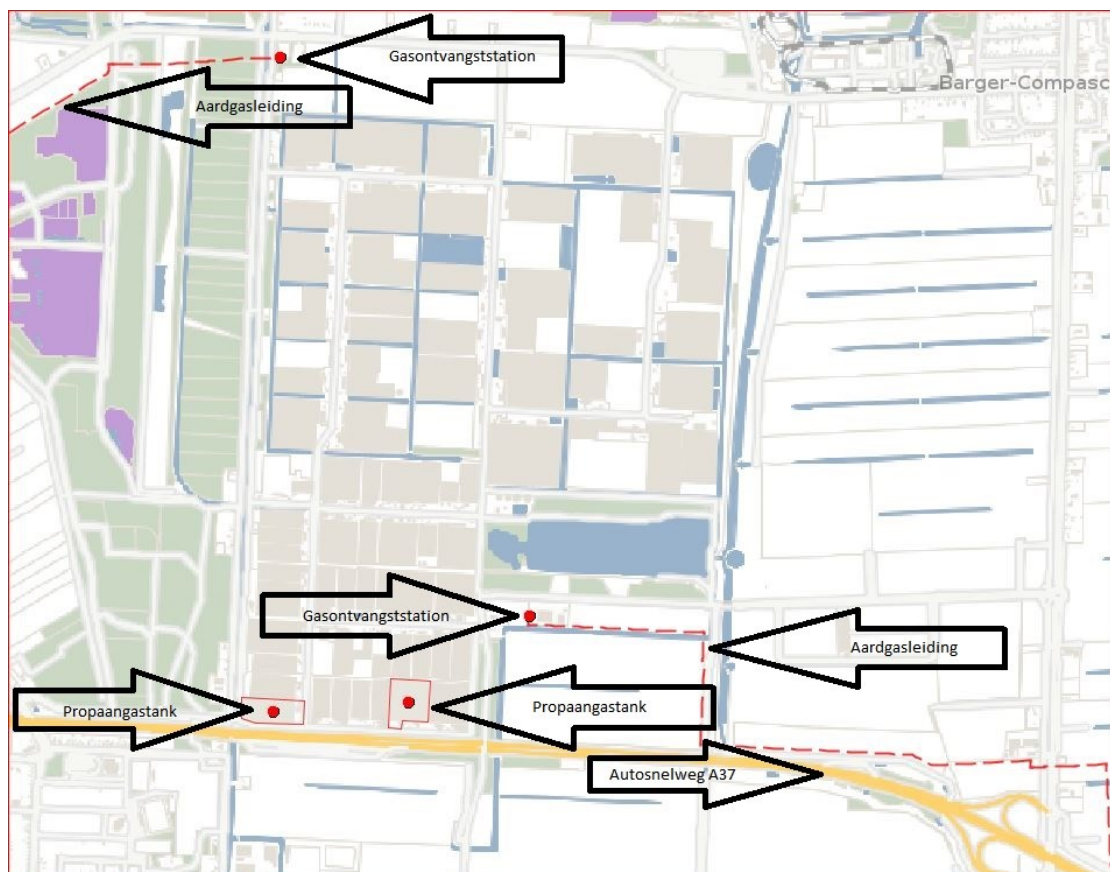 Gasontvangststation
Aardgasleiding
Barger-Compasc
Gasontvangststation
Aardgasleiding
Propaangastank
Propaangastank
Autosnelweg A37